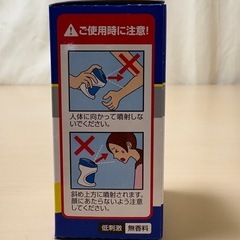 ご使用時に注意!
人体に向かって噴射しな
いでください。
斜め上方に噴射されます。
顔にあたらないよう注意
してください。
低刺激 無香料